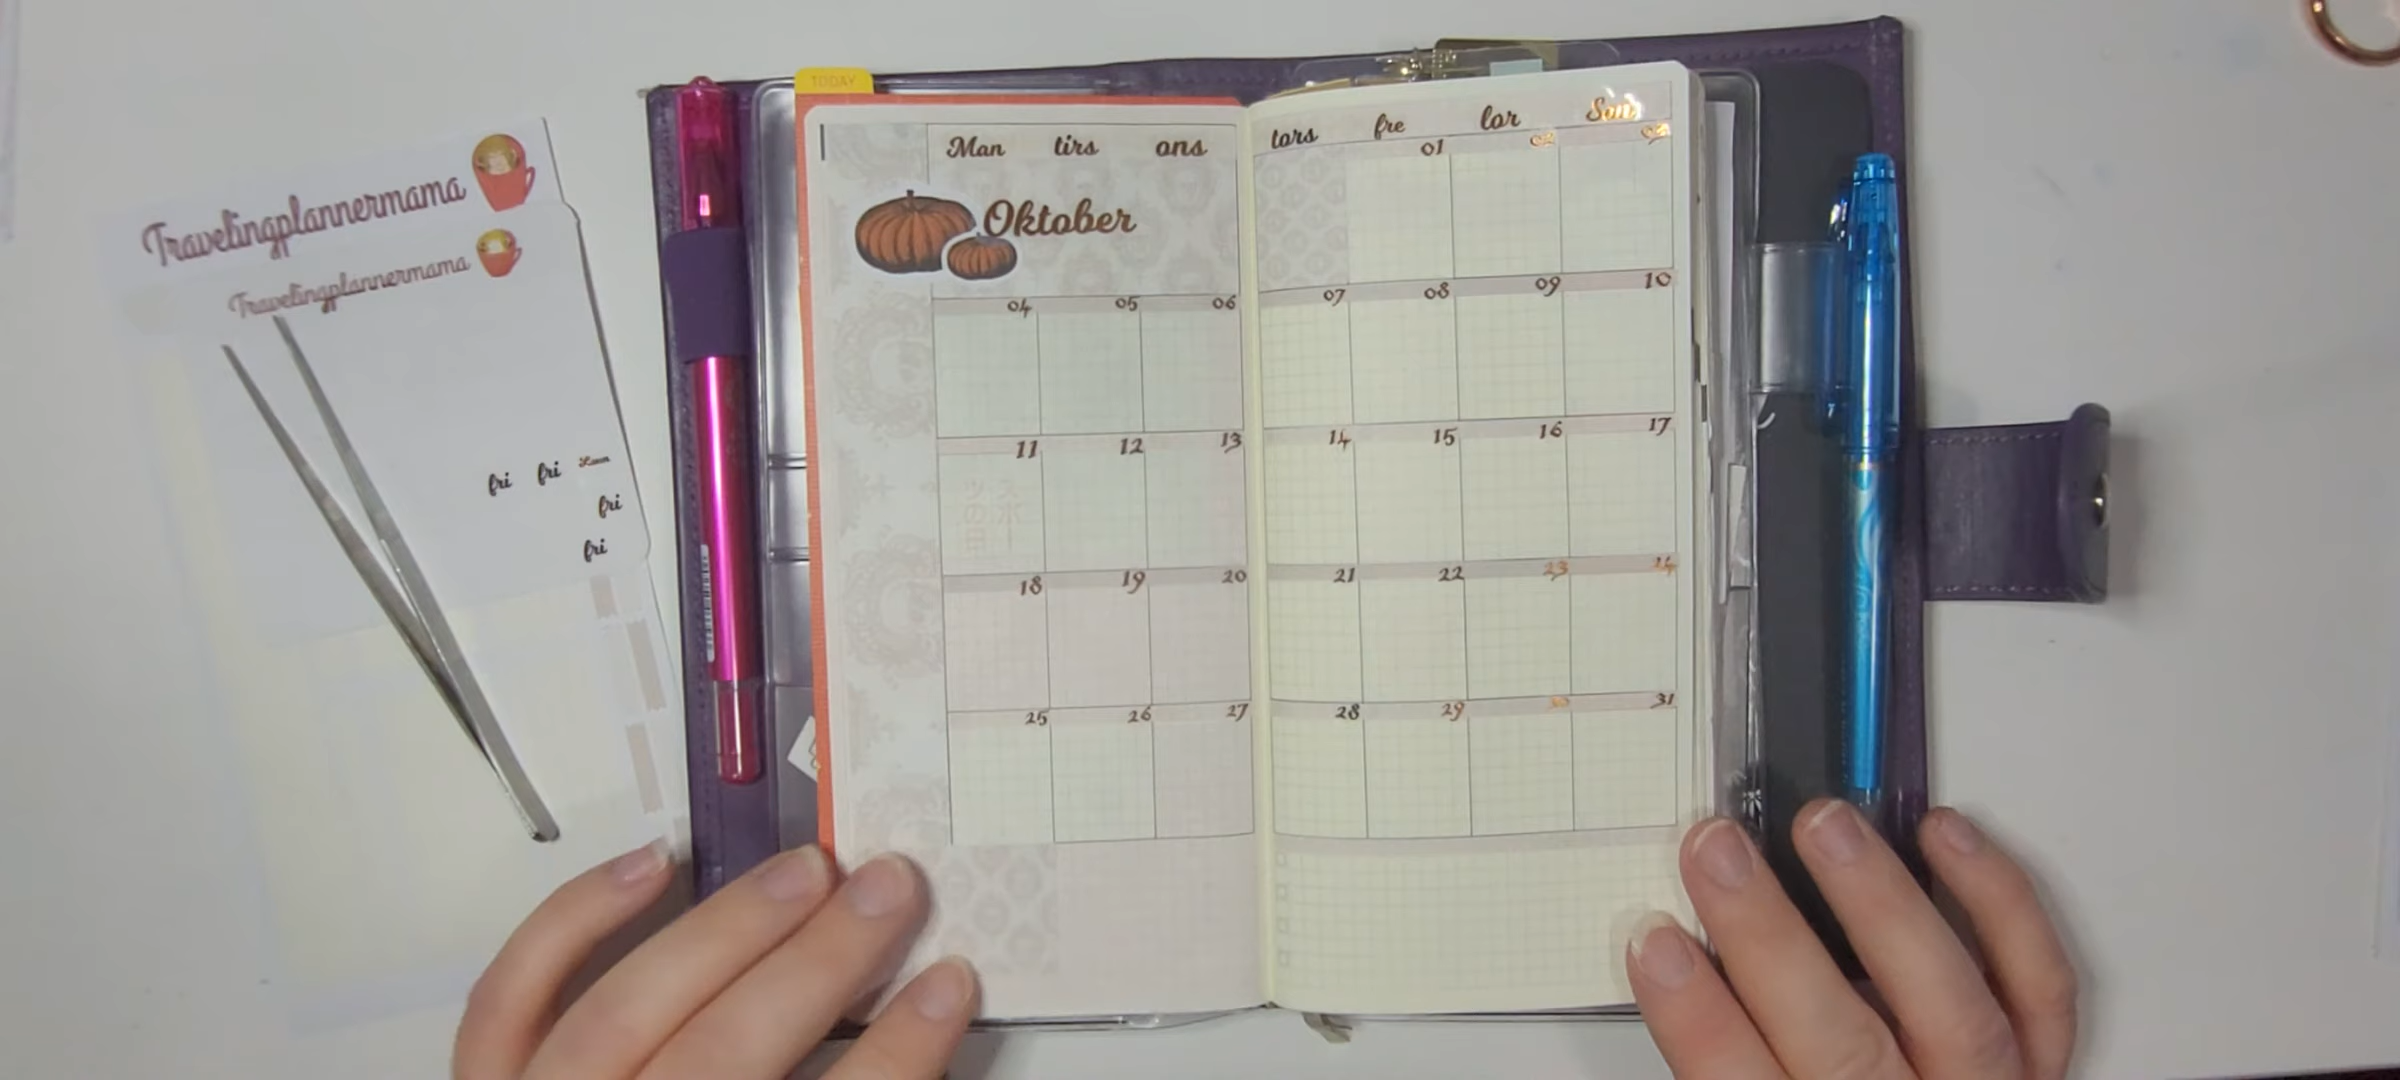 TODAY
Travelingplannermama
Travelingplannermama
fri fri
fri
fri
Man tirs ons tors fre lør Søn
Oktober
01 02 03
04 05 06 07 08 09 10
11 12 13 14 15 16 17
18 19 20 21 22 23 24
25 26 27 28 29 30 31